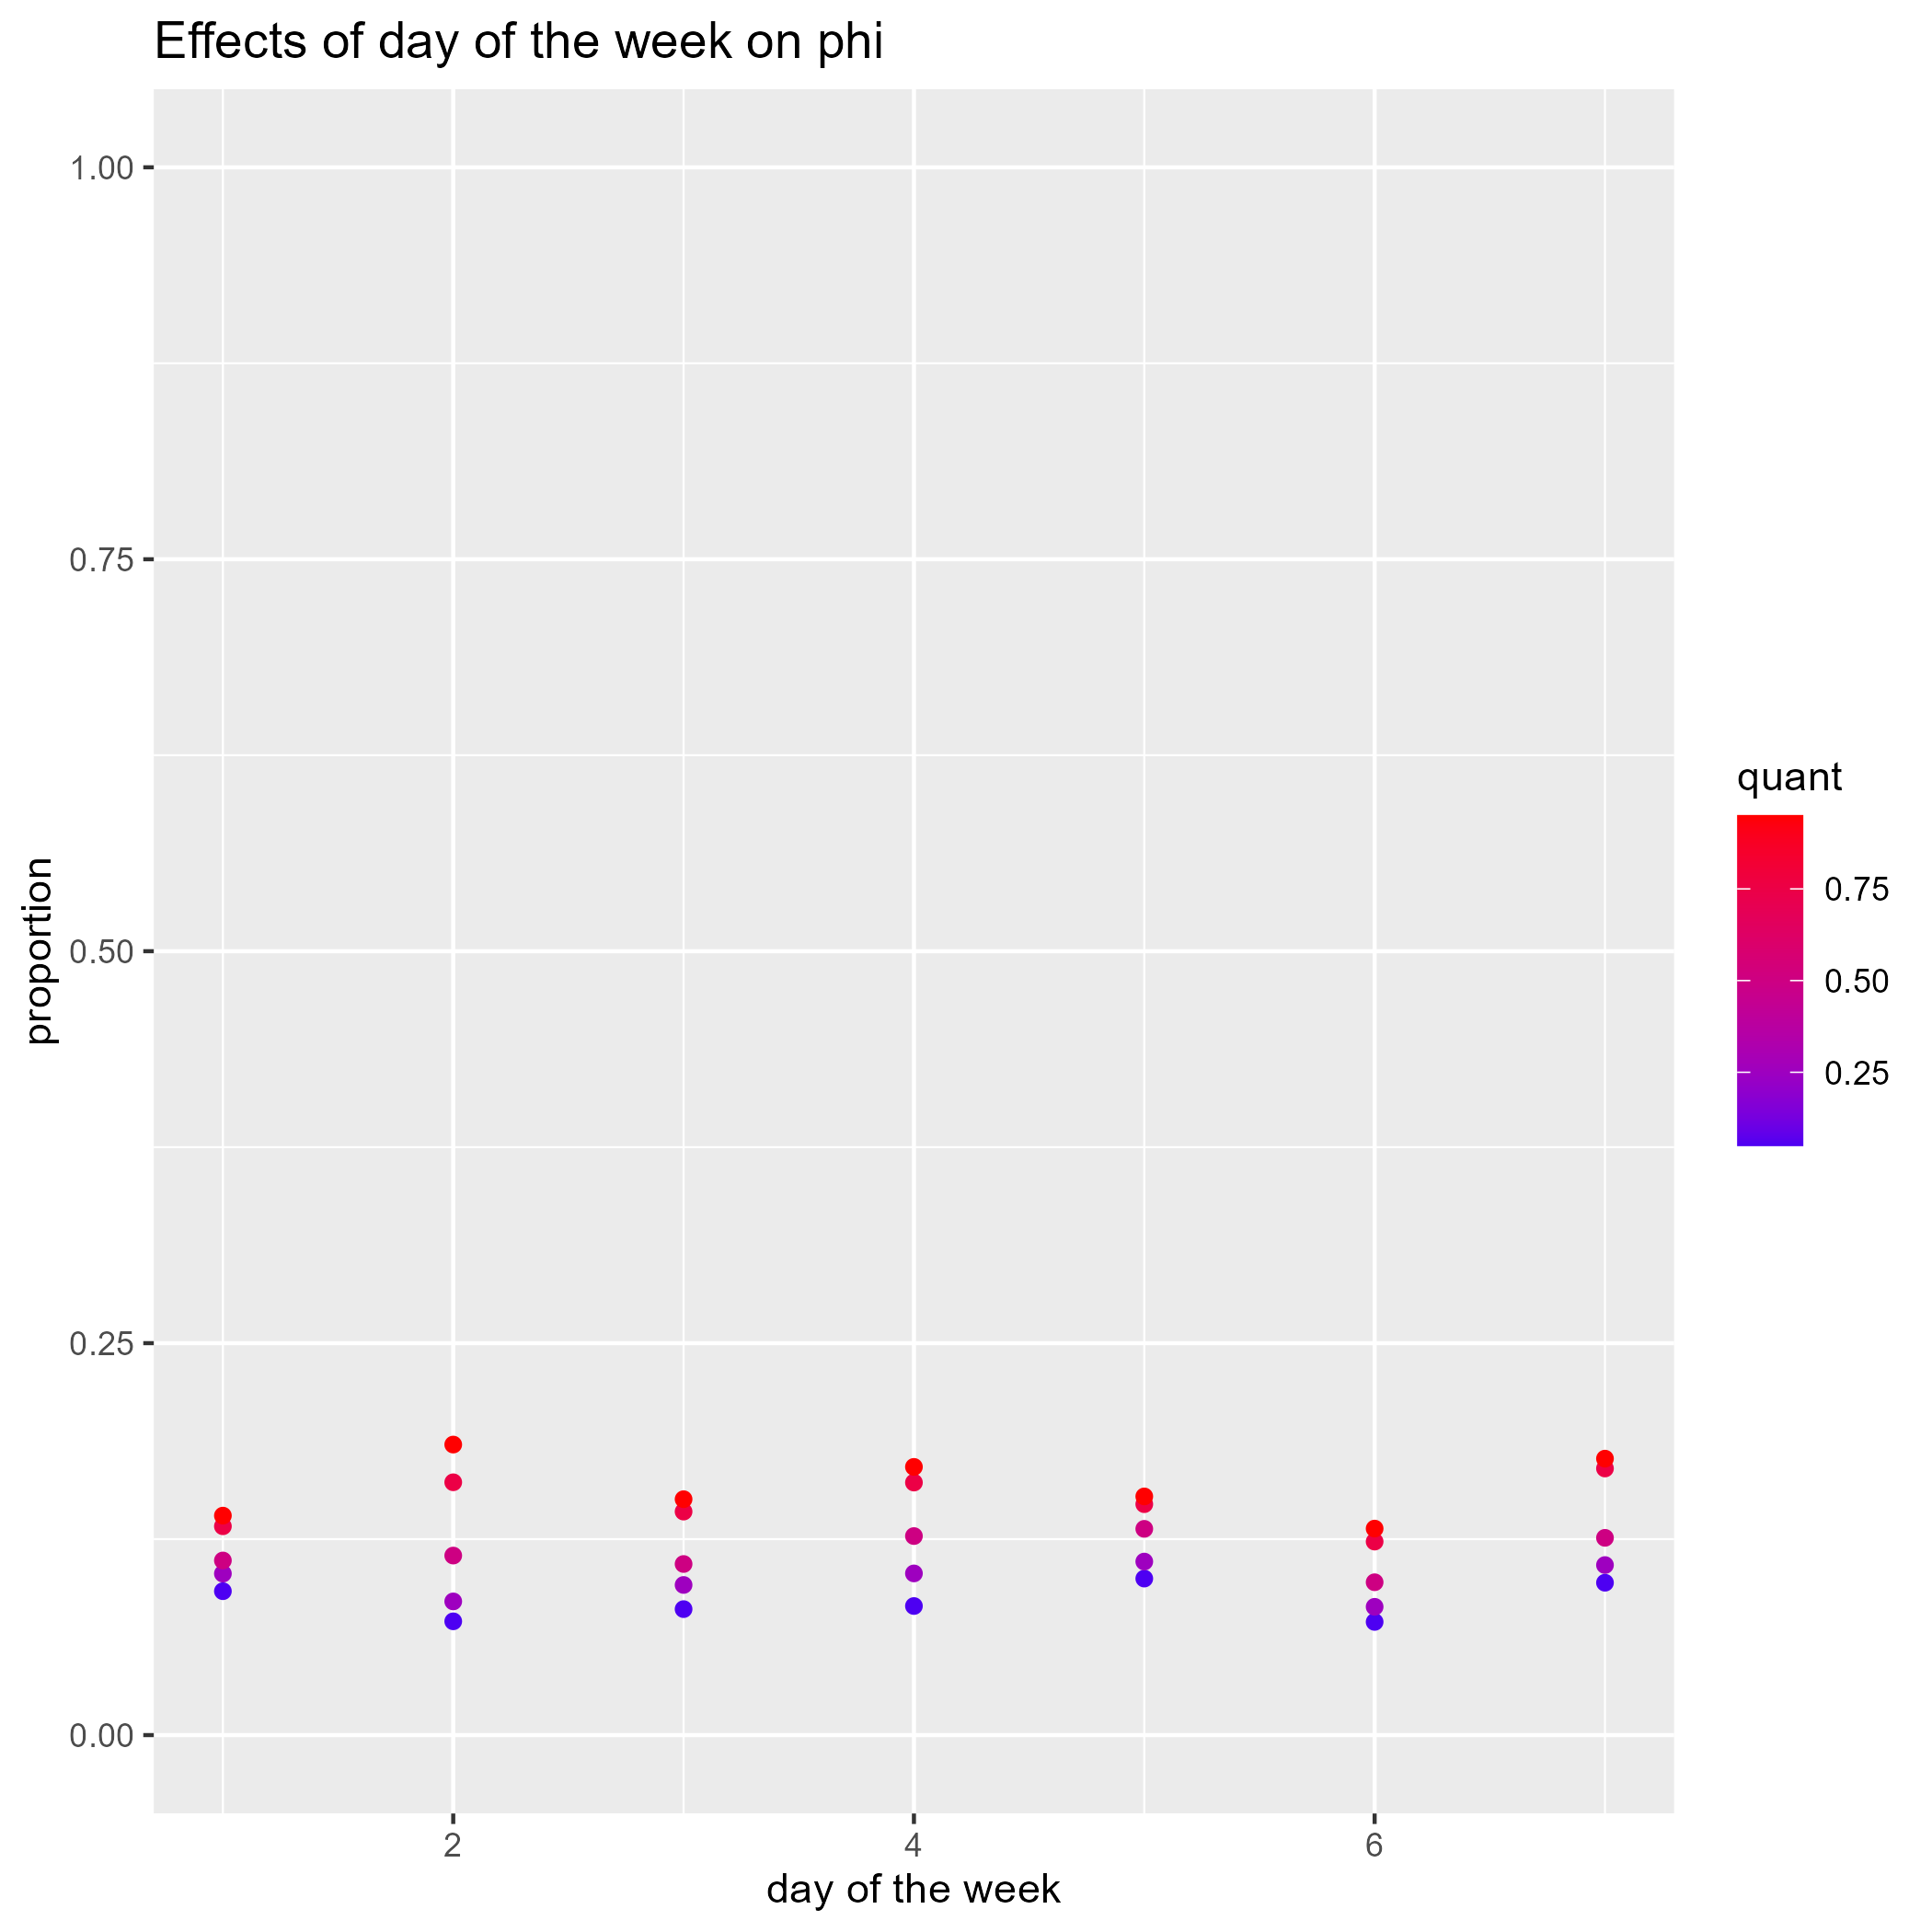 Effects of day of the week on phi
1.00
0.75
0.50
0.25
0.00
proportion
2 4 6
day of the week
quant
0.75
0.50
0.25